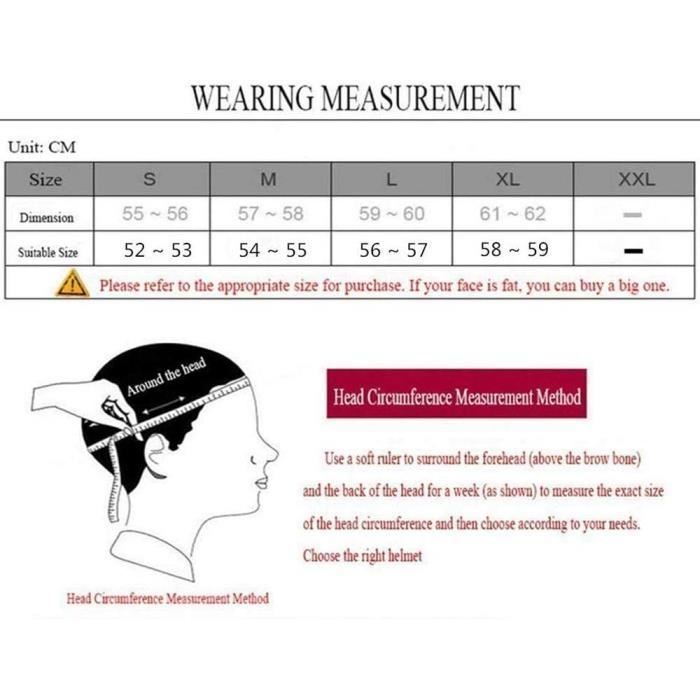 WEARING MEASUREMENT
Unit: CM
Size S M L XL XXL
Dimension 55 ~ 56 57 ~ 58 59 ~ 60 61 ~ 62 —
Suitable Size 52 ~ 53 54 ~ 55 56 ~ 57 58 ~ 59 —
Please refer to the appropriate size for purchase. If your face is fat, you can buy a big one.
Around the head
Head Circumference Measurement Method
Use a soft ruler to surround the forehead (above the brow bone)
and the back of the head for a week (as shown) to measure the exact size
of the head circumference and then choose according to your needs.
Choose the right helmet
Head Circumference Measurement Method